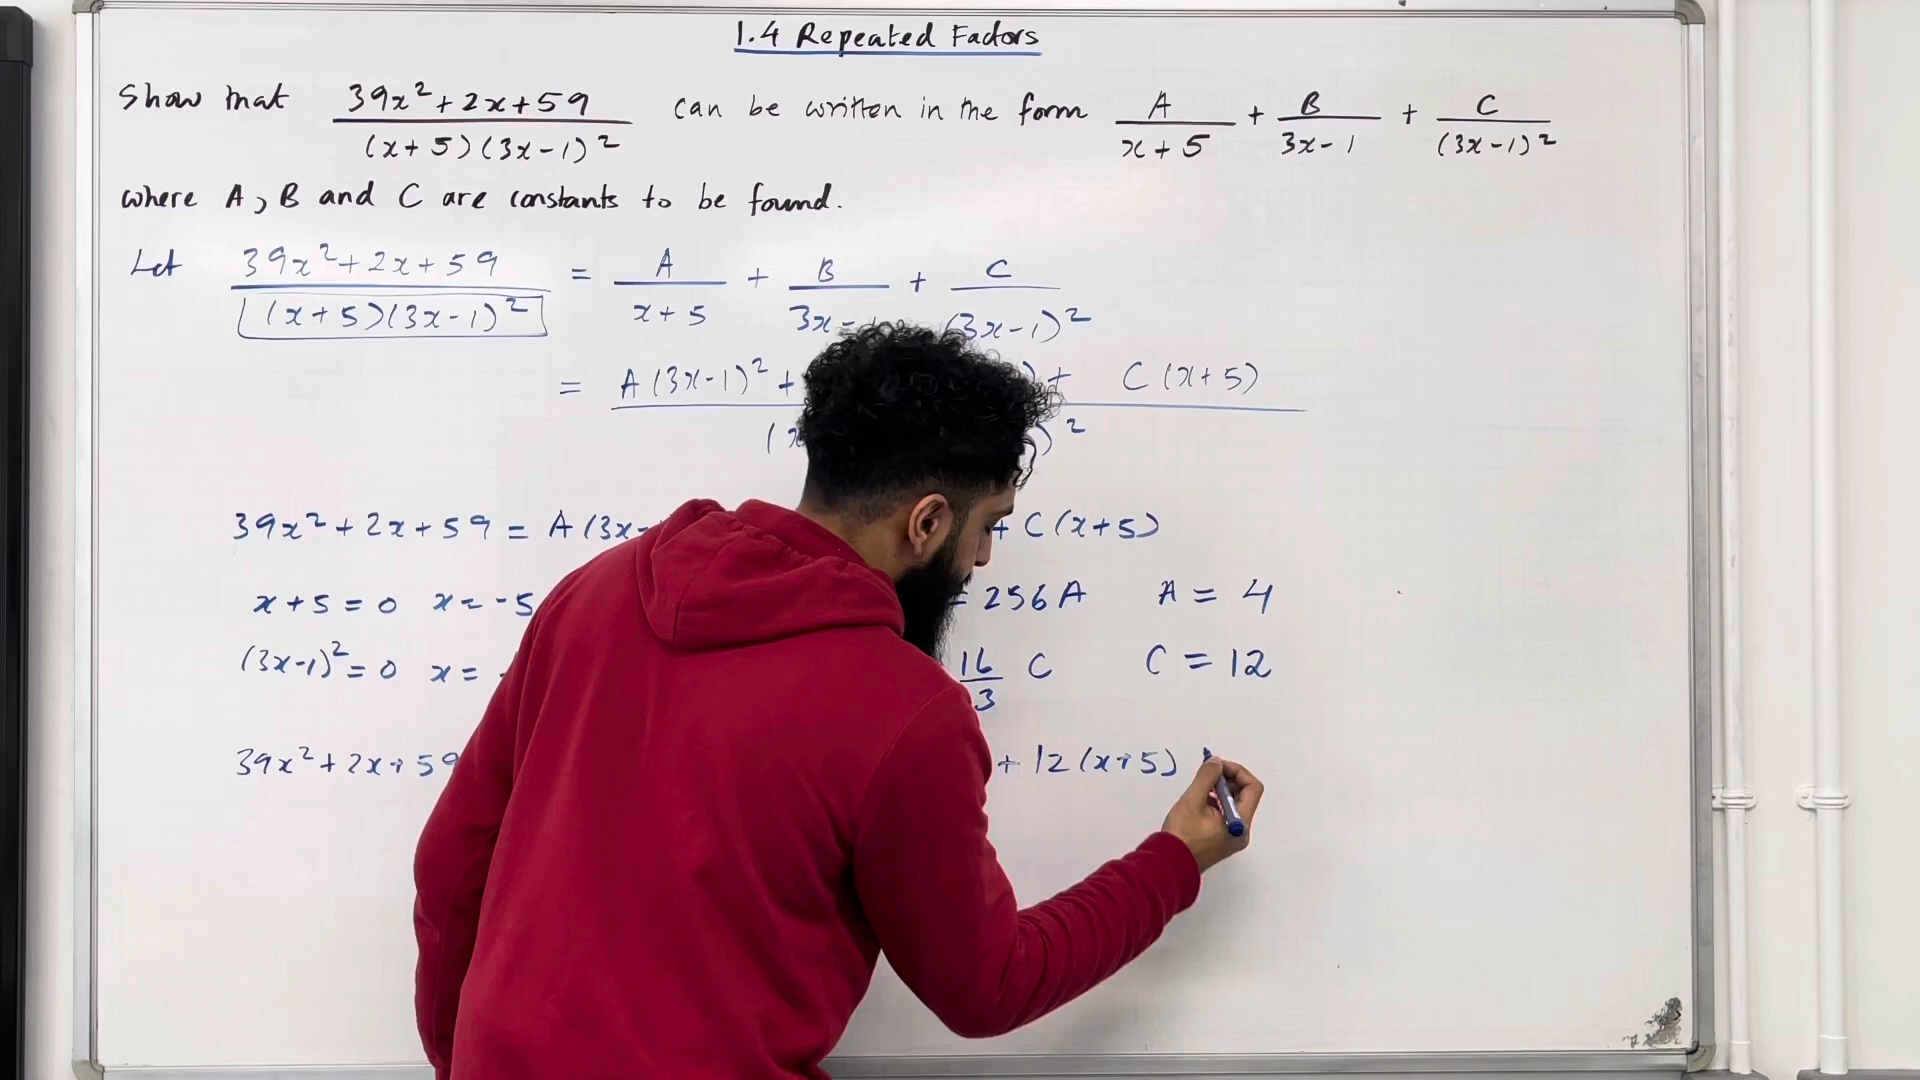 1.4 Repeated Factors
Show that (39x²+2x+59)/((x+5)(3x-1)²) can be written in the form A/(x+5) + B/(3x-1) + C/(3x-1)²
where A, B and C are constants to be found.
Let (39x²+2x+59)/((x+5)(3x-1)²) = A/(x+5) + B/(3x- + C/(3x-1)²
= A(3x-1)² + )+ C(x+5)
(x )²
39x²+2x+59 = A(3x- + C(x+5)
x+5=0 x=-5 =256A A = 4
(3x-1)²=0 x= 16/3 C C = 12
39x²+2x+59 + 12(x+5)